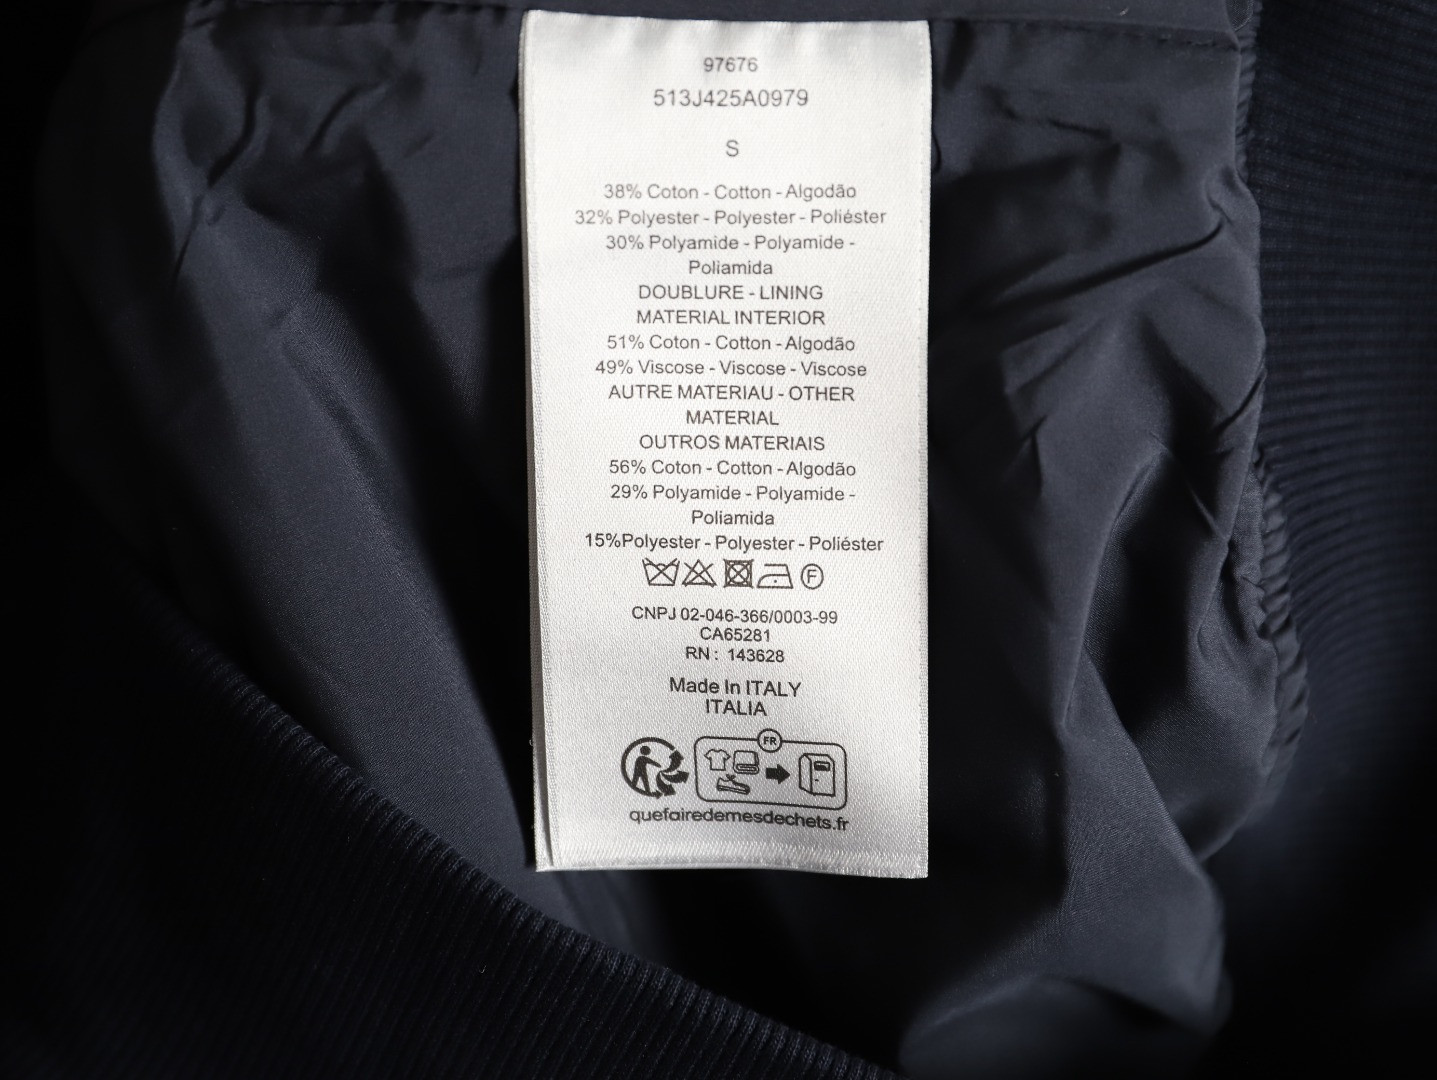 97676
513J425A0979
S
38% Coton - Cotton - Algodão
32% Polyester - Polyester - Poliéster
30% Polyamide - Polyamide -
Poliamida
DOUBLURE - LINING
MATERIAL INTERIOR
51% Coton - Cotton - Algodão
49% Viscose - Viscose - Viscose
AUTRE MATERIAU - OTHER
MATERIAL
OUTROS MATERIAIS
56% Coton - Cotton - Algodão
29% Polyamide - Polyamide -
Poliamida
15%Polyester - Polyester - Poliéster
F
CNPJ 02-046-366/0003-99
CA65281
RN : 143628
Made In ITALY
ITALIA
FR
quefairedemesdechets.fr